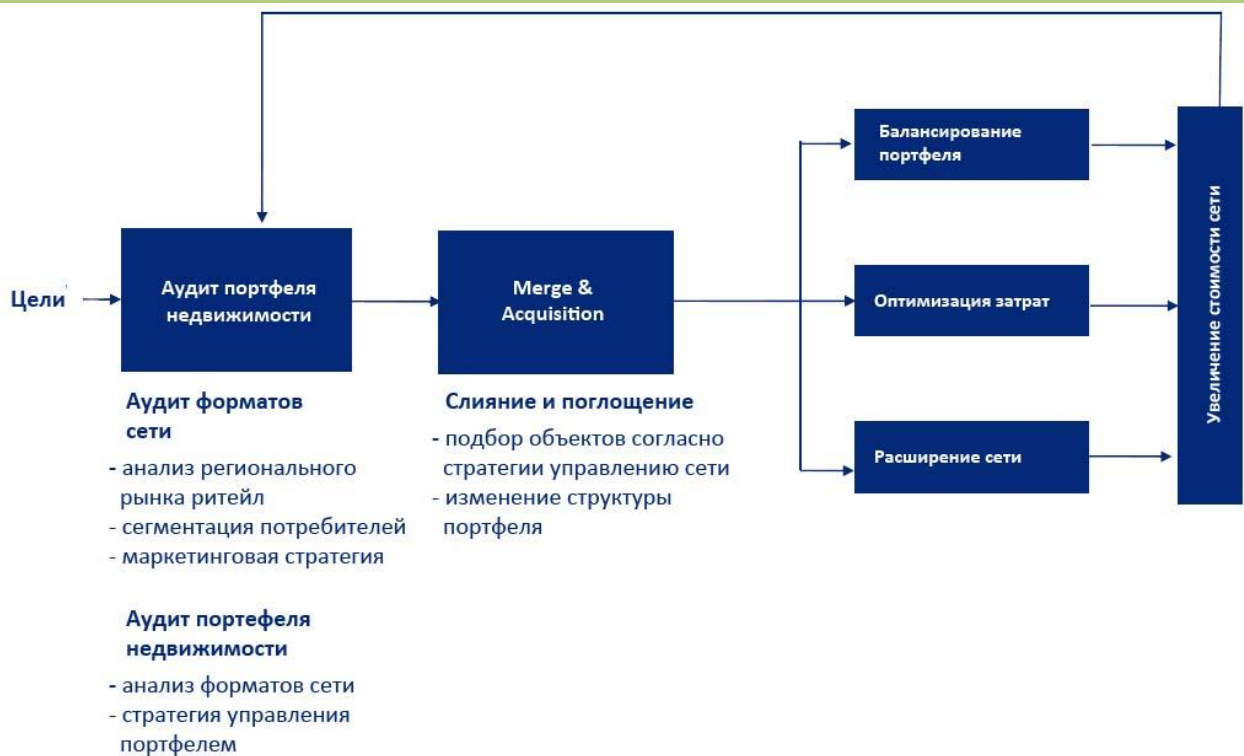 Цели
Аудит портфеля
недвижимости
Аудит форматов
сети
- анализ регионального
рынка ритейл
- сегментация потребителей
- маркетинговая стратегия
Аудит портефеля
недвижимости
- анализ форматов сети
- стратегия управления
портфелем
Merge &
Acquisition
Слияние и поглощение
- подбор объектов согласно
стратегии управлению сети
- изменение структуры
портфеля
Балансирование
портфеля
Оптимизация затрат
Расширение сети
Увеличение стоимости сети